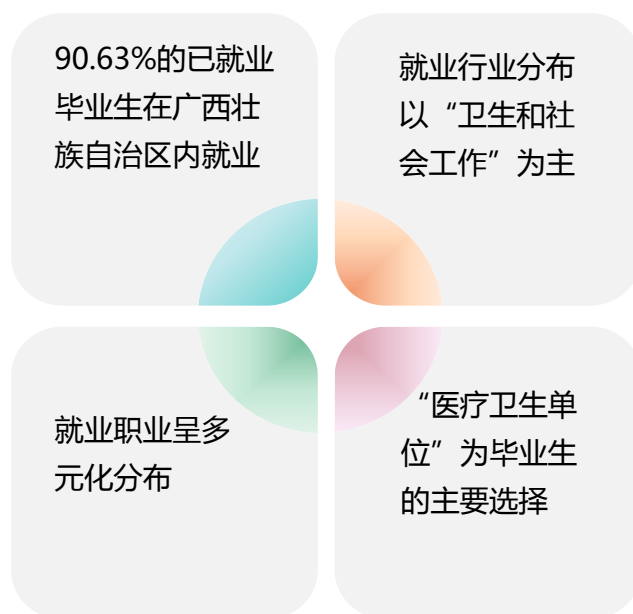 90.63%的已就业
毕业生在广西壮
族自治区内就业
就业行业分布
以“卫生和社
会工作”为主
就业职业呈多
元化分布
“医疗卫生单
位”为毕业生
的主要选择